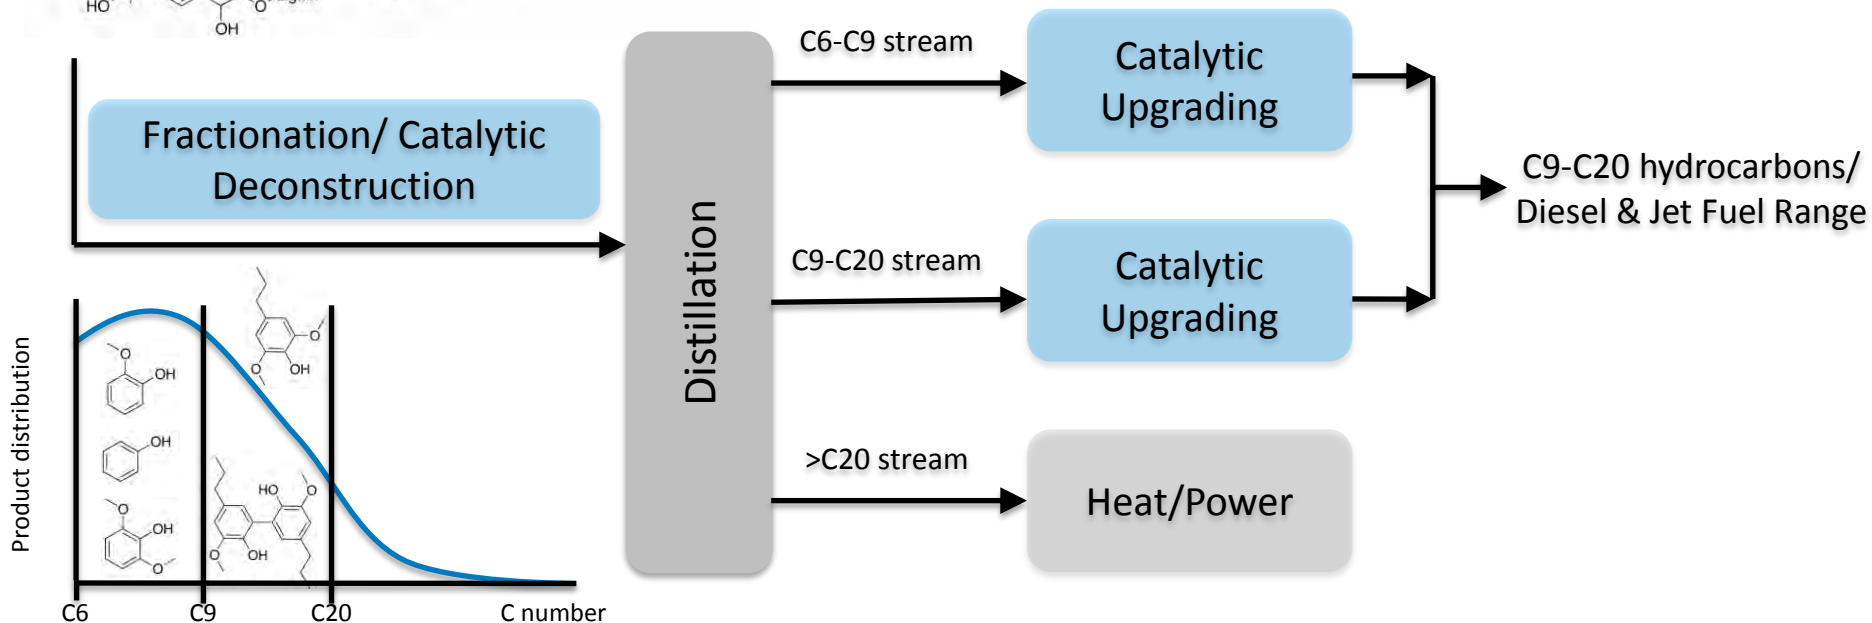 HO
OH
O
Fractionation/ Catalytic
Deconstruction
Distillation
C6-C9 stream
C9-C20 stream
>C20 stream
Catalytic
Upgrading
Catalytic
Upgrading
Heat/Power
C9-C20 hydrocarbons/
Diesel & Jet Fuel Range
Product distribution
O
OH
OH
O
OH
O
O
O
OH
HO
O
O
OH
C6
C9
C20
C number